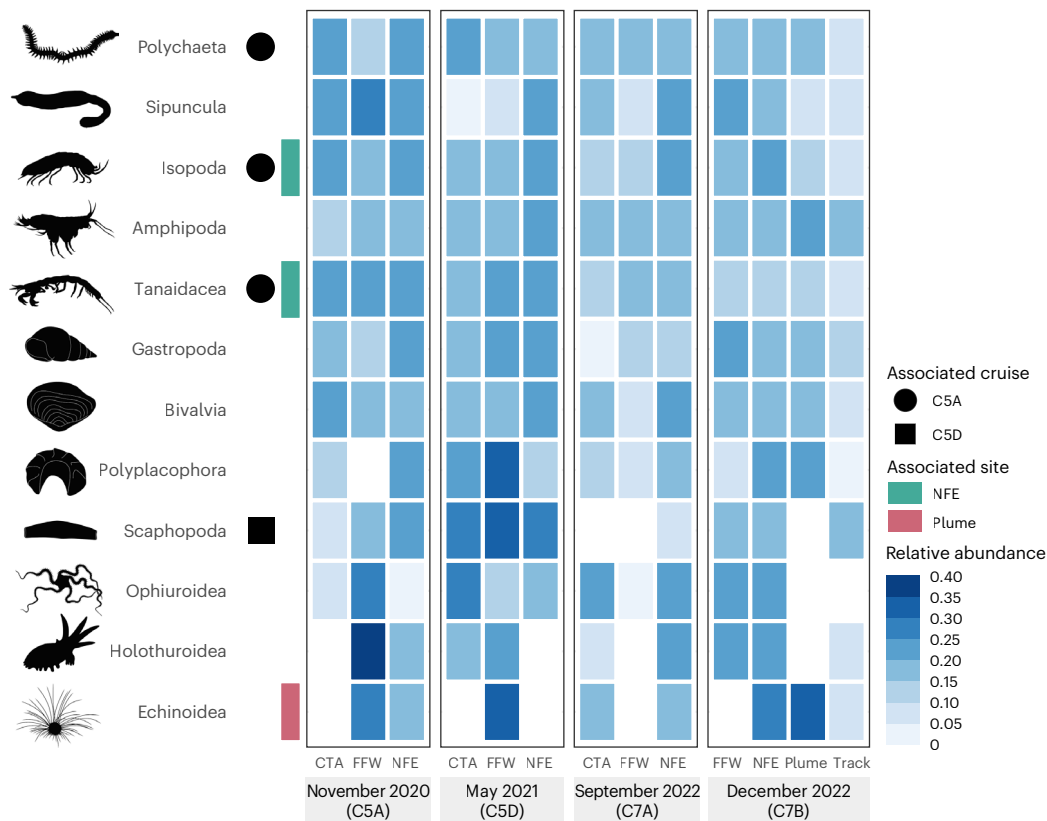 Polychaeta
Sipuncula
Isopoda
Amphipoda
Tanaidacea
Gastropoda
Bivalvia
Polyplacophora
Scaphopoda
Ophiuroidea
Holothuroidea
Echinoidea
CTA FFW NFE
CTA FFW NFE
CTA FFW NFE
FFW NFE Plume Track
November 2020
(C5A)
May 2021
(C5D)
September 2022
(C7A)
December 2022
(C7B)
Associated cruise
C5A
C5D
Associated site
NFE
Plume
Relative abundance
0.40
0.35
0.30
0.25
0.20
0.15
0.10
0.05
0